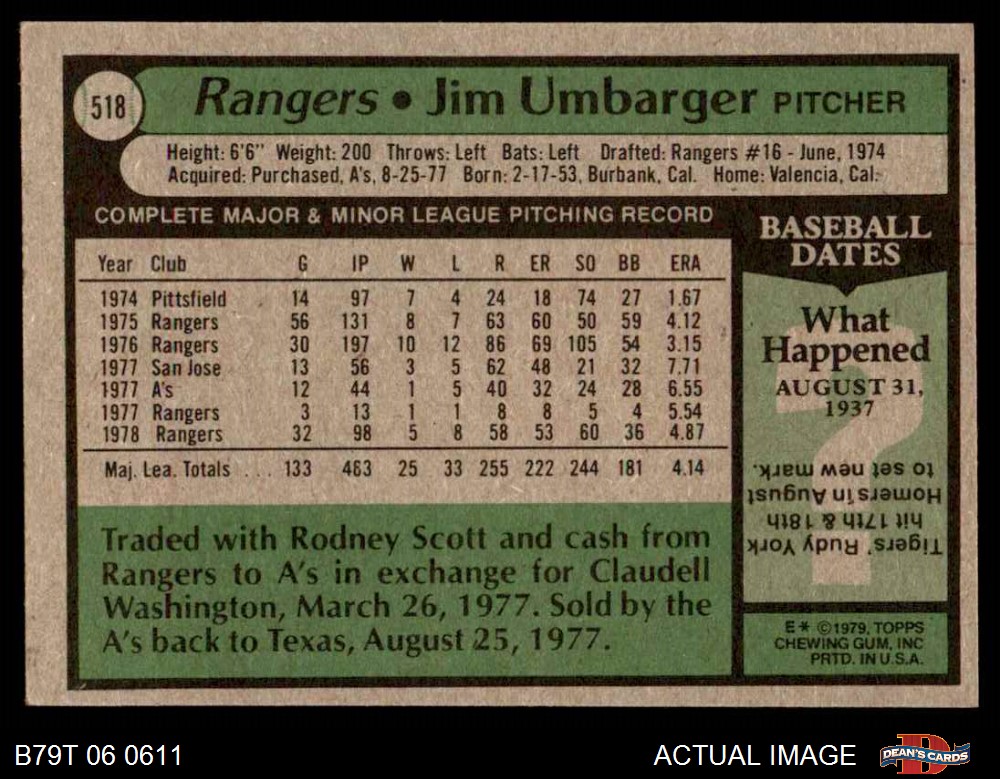 518
Rangers • Jim Umbarger PITCHER
Height: 6'6" Weight: 200 Throws: Left Bats: Left Drafted: Rangers #16 - June, 1974
Acquired: Purchased, A's, 8-25-77 Born: 2-17-53, Burbank, Cal. Home: Valencia, Cal.
COMPLETE MAJOR & MINOR LEAGUE PITCHING RECORD
Year Club G IP W L R ER SO BB ERA
1974 Pittsfield 14 97 7 4 24 18 74 27 1.67
1975 Rangers 56 131 8 7 63 60 50 59 4.12
1976 Rangers 30 197 10 12 86 69 105 54 3.15
1977 San Jose 13 56 3 5 62 48 21 32 7.71
1977 A's 12 44 1 5 40 32 24 28 6.55
1977 Rangers 3 13 1 1 8 8 5 4 5.54
1978 Rangers 32 98 5 8 58 53 60 36 4.87
Maj. Lea. Totals ... 133 483 25 33 255 222 244 181 4.14
Traded with Rodney Scott and cash from
Rangers to A's in exchange for Claudell
Washington, March 26, 1977. Sold by the
A's back to Texas, August 25, 1977.
BASEBALL
DATES
What
Happened
AUGUST 31,
1937
?
Tigers' Rudy York
hit 17th & 18th
Homers in August
to set new mark.
E* ©1979, TOPPS
CHEWING GUM, INC
PRTD. IN U.S.A.
B79T 06 0611
ACTUAL IMAGE
DEAN'S CARDS